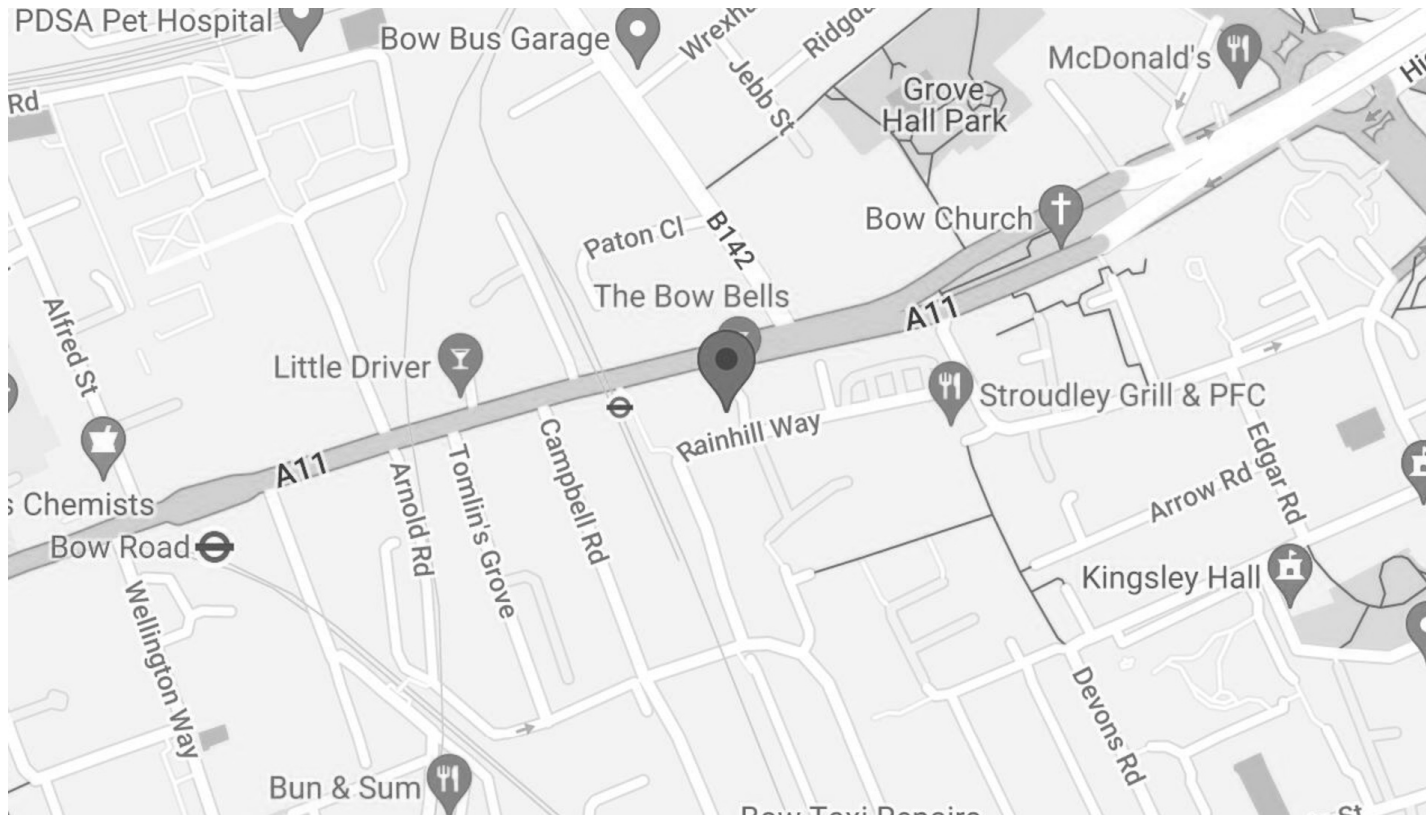 PDSA Pet Hospital
Bow Bus Garage
Jebb St
McDonald's
Rd
Grove
Hall Park
Bow Church
Paton Cl
B142
The Bow Bells
A11
Alfred St
Little Driver
Stroudley Grill & PFC
Rainhill Way
Campbell Rd
Edgar Rd
A11
Arnold Rd
Tomlin's Grove
Arrow Rd
s Chemists
Bow Road
Kingsley Hall
Wellington Way
Devons Rd
Bun & Sum
St